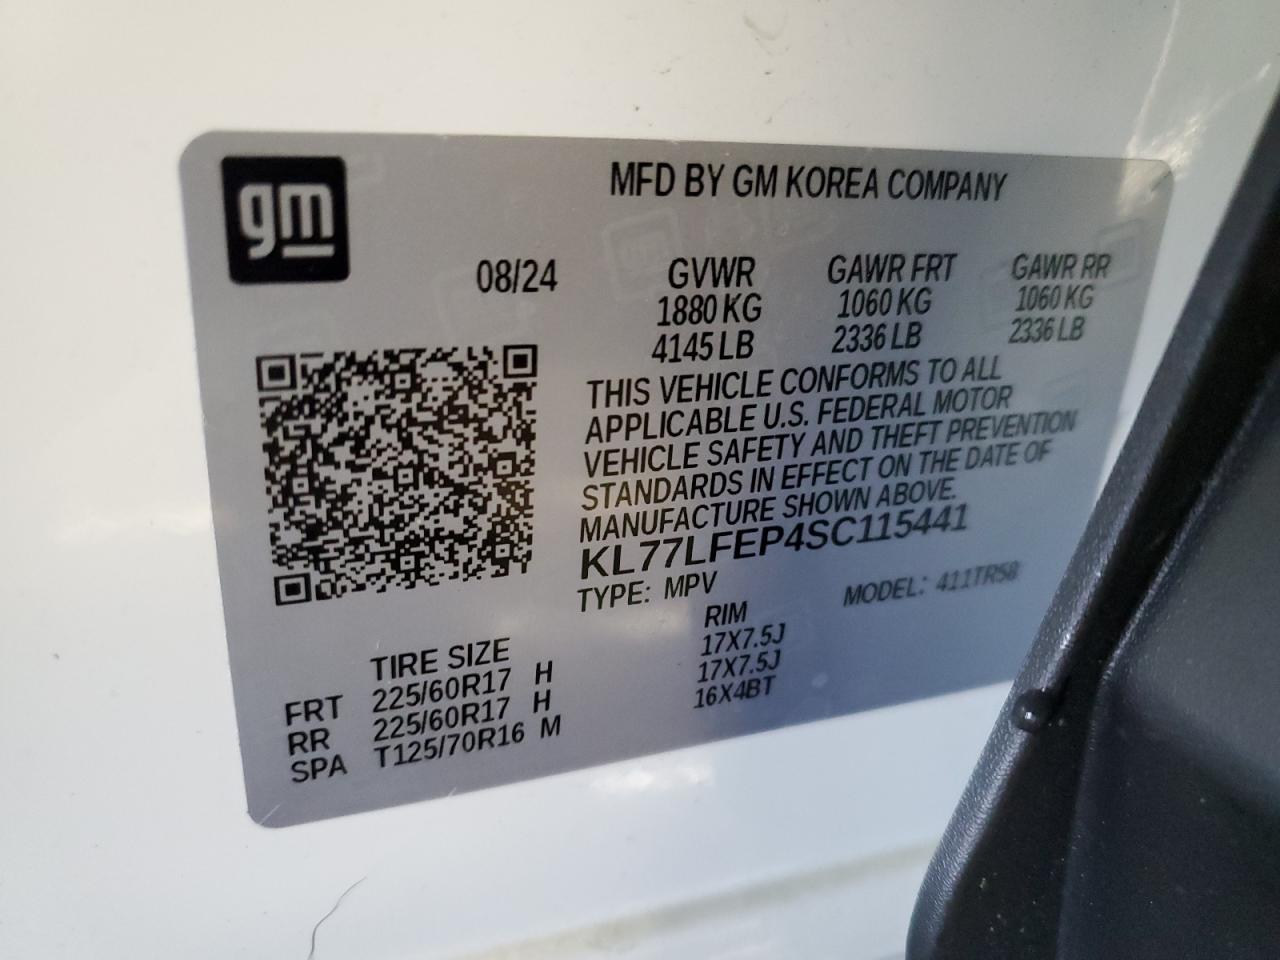 gm
MFD BY GM KOREA COMPANY
08/24 GVWR GAWR FRT GAWR RR
1880 KG 1060 KG 1060 KG
4145 LB 2336 LB 2336 LB
THIS VEHICLE CONFORMS TO ALL
APPLICABLE U.S. FEDERAL MOTOR
VEHICLE SAFETY AND THEFT PREVENTION
STANDARDS IN EFFECT ON THE DATE OF
MANUFACTURE SHOWN ABOVE.
KL77LFEP4SC115441
TYPE: MPV MODEL: 411TR58
TIRE SIZE RIM
FRT 225/60R17 H 17X7.5J
RR 225/60R17 H 17X7.5J
SPA T125/70R16 M 16X4BT